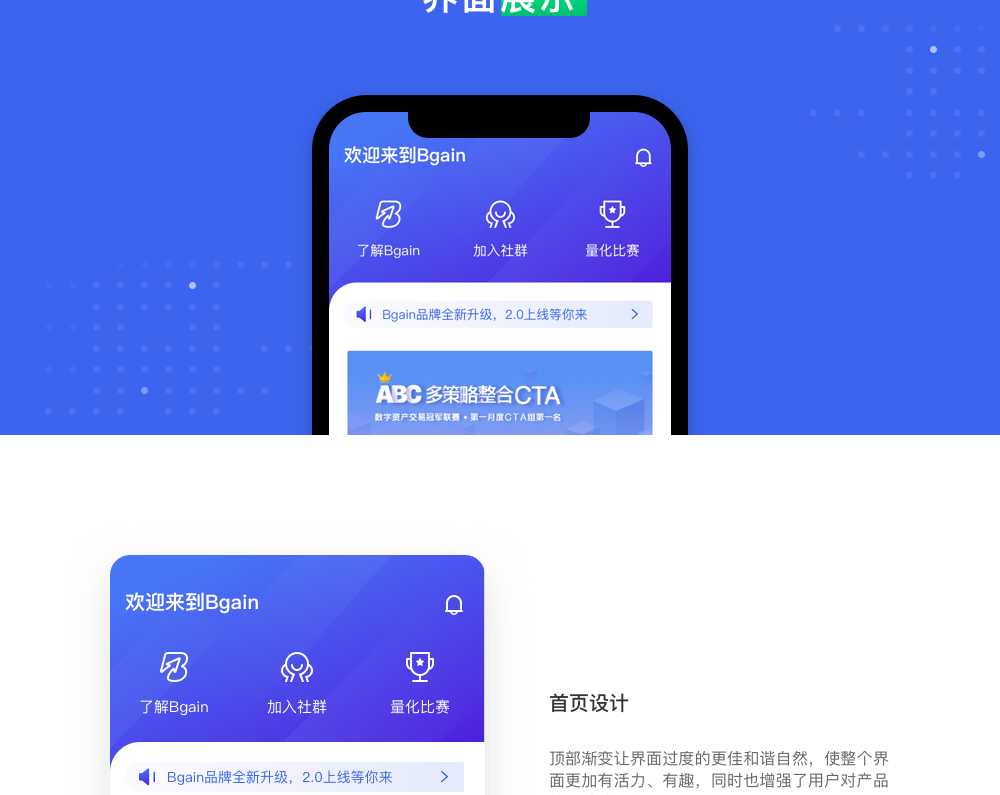 界面展示
欢迎来到Bgain
了解Bgain 加入社群 量化比赛
Bgain品牌全新升级，2.0上线等你来
ABC 多策略整合CTA
数字资产交易冠军联赛 • 第一月度CTA组第一名
欢迎来到Bgain
了解Bgain 加入社群 量化比赛
Bgain品牌全新升级，2.0上线等你来
首页设计
顶部渐变让界面过度的更佳和谐自然，使整个界
面更加有活力、有趣，同时也增强了用户对产品